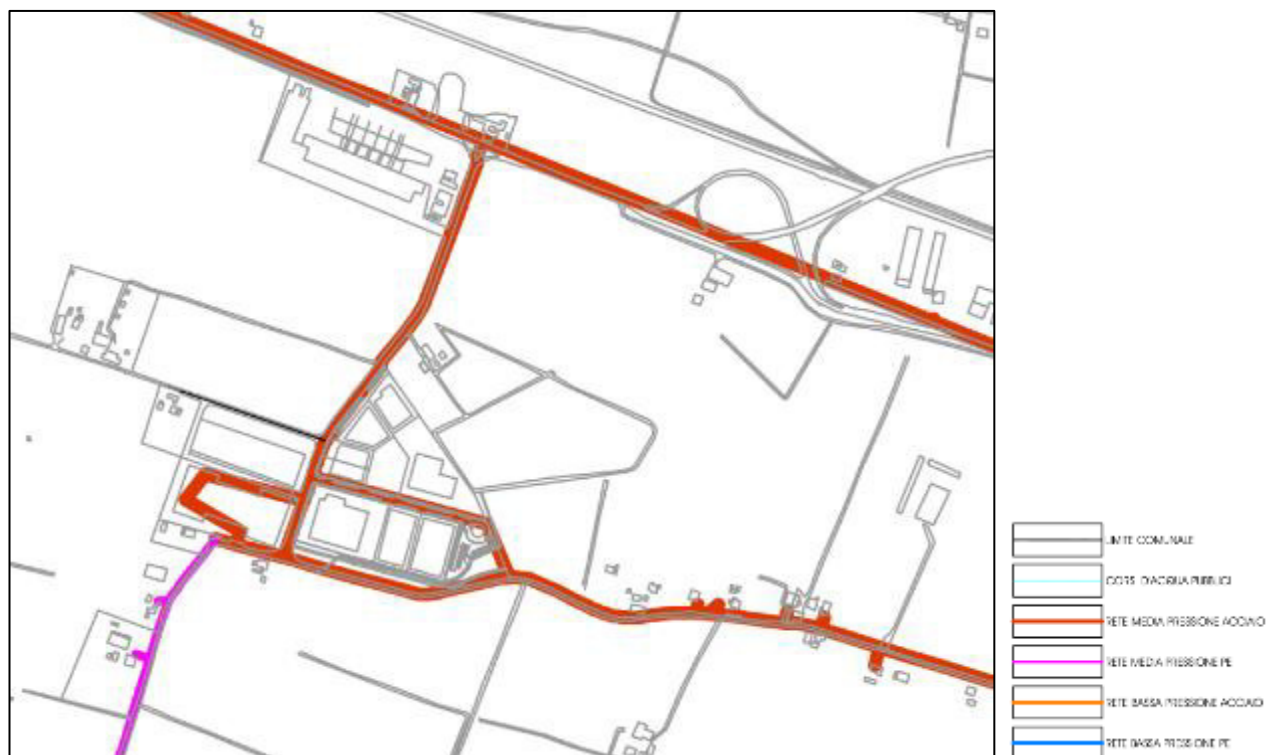 LIMITE COMUNALE
CORSI D'ACQUA PUBBLICI
RETE MEDIA PRESSIONE ACCIAIO
RETE MEDIA PRESSIONE PE
RETE BASSA PRESSIONE ACCIAIO
RETE BASSA PRESSIONE PE